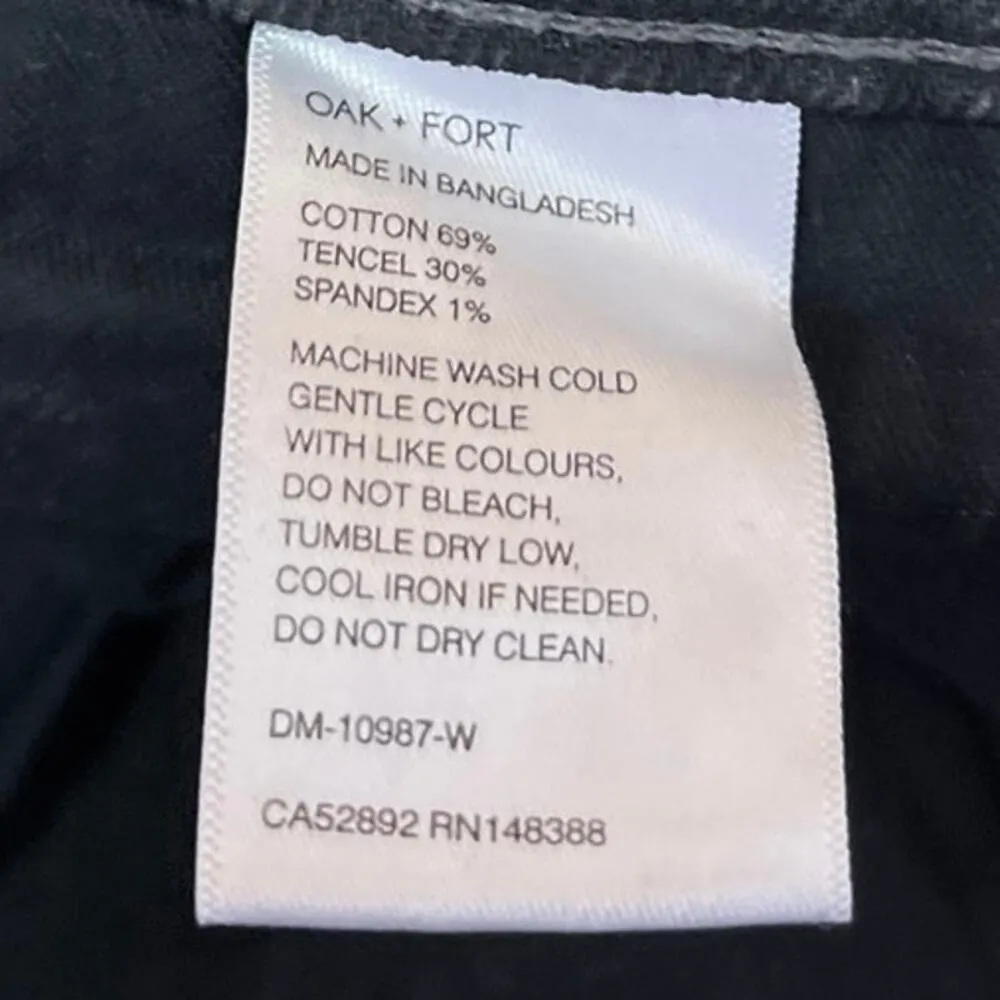 OAK + FORT
MADE IN BANGLADESH
COTTON 69%
TENCEL 30%
SPANDEX 1%
MACHINE WASH COLD
GENTLE CYCLE
WITH LIKE COLOURS,
DO NOT BLEACH,
TUMBLE DRY LOW,
COOL IRON IF NEEDED,
DO NOT DRY CLEAN.
DM-10987-W
CA52892 RN148388